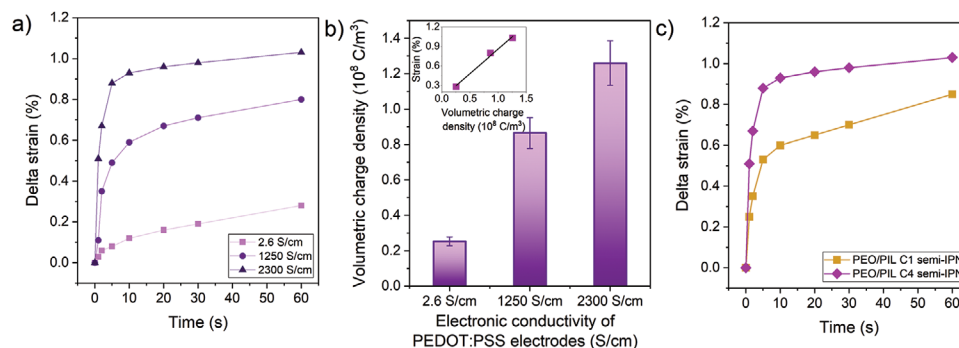 a)
Delta strain (%)
1.2
1.0
0.8
0.6
0.4
0.2
0.0
2.6 S/cm
1250 S/cm
2300 S/cm
0 10 20 30 40 50 60
Time (s)
b)
Volumetric charge density (10⁸ C/m³)
1.4
1.2
1.0
0.8
0.6
0.4
0.2
0.0
Strain (%)
1.2
0.9
0.6
0.3
0.0 0.5 1.0 1.5
Volumetric charge
density (10⁸ C/m³)
2.6 S/cm 1250 S/cm 2300 S/cm
Electronic conductivity of
PEDOT:PSS electrodes (S/cm)
c)
Delta strain (%)
1.2
1.0
0.8
0.6
0.4
0.2
0.0
PEO/PIL C1 semi-IPN
PEO/PIL C4 semi-IPN
0 10 20 30 40 50 60
Time (s)